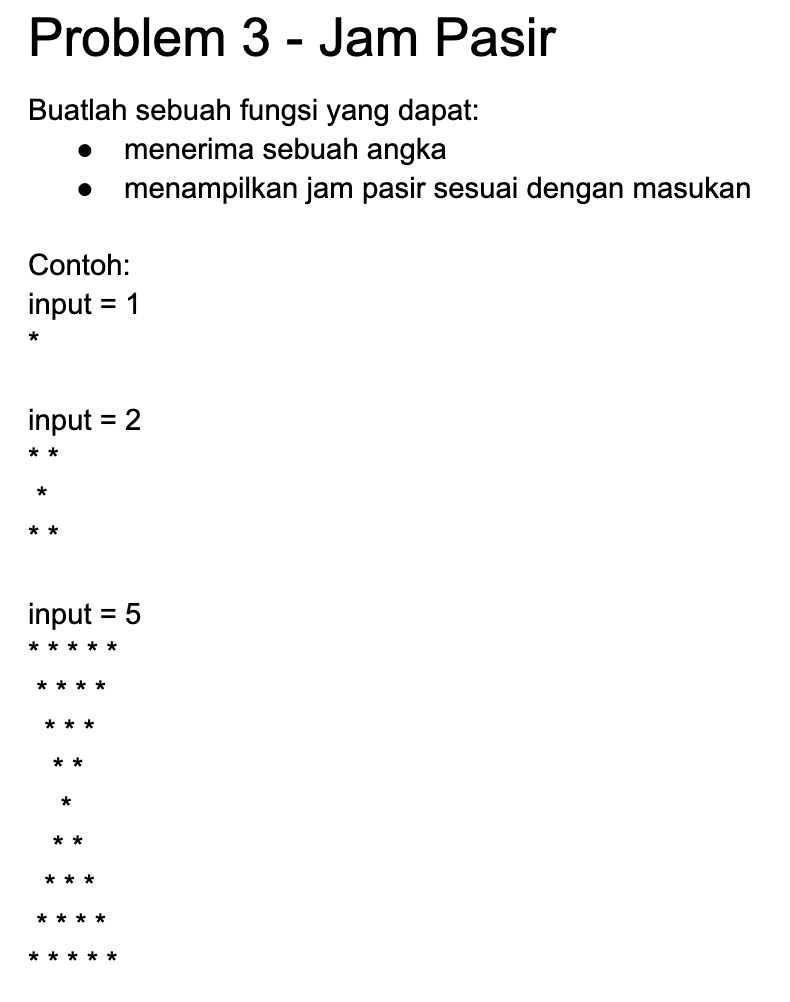 Problem 3 - Jam Pasir
Buatlah sebuah fungsi yang dapat:
● menerima sebuah angka
● menampilkan jam pasir sesuai dengan masukan
Contoh:
input = 1
*
input = 2
* *
 *
* *
input = 5
* * * * *
 * * * *
  * * *
   * *
    *
   * *
  * * *
 * * * *
* * * * *